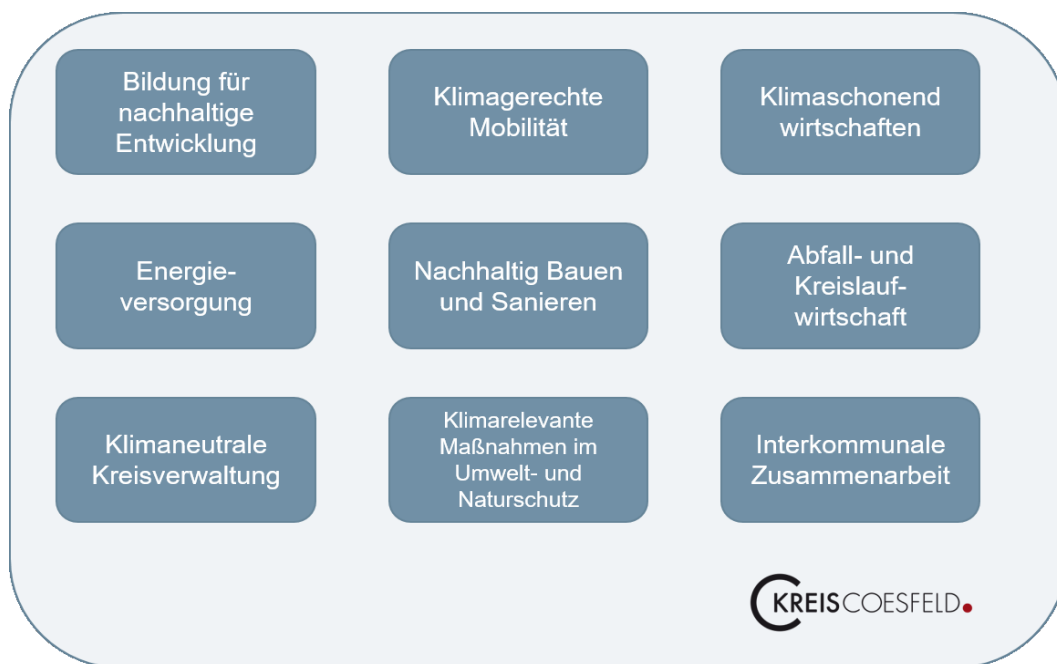 Bildung für
nachhaltige
Entwicklung
Klimagerechte
Mobilität
Klimaschonend
wirtschaften
Energie-
versorgung
Nachhaltig Bauen
und Sanieren
Abfall- und
Kreislauf-
wirtschaft
Klimaneutrale
Kreisverwaltung
Klimarelevante
Maßnahmen im
Umwelt- und
Naturschutz
Interkommunale
Zusammenarbeit
KREISCOESFELD.